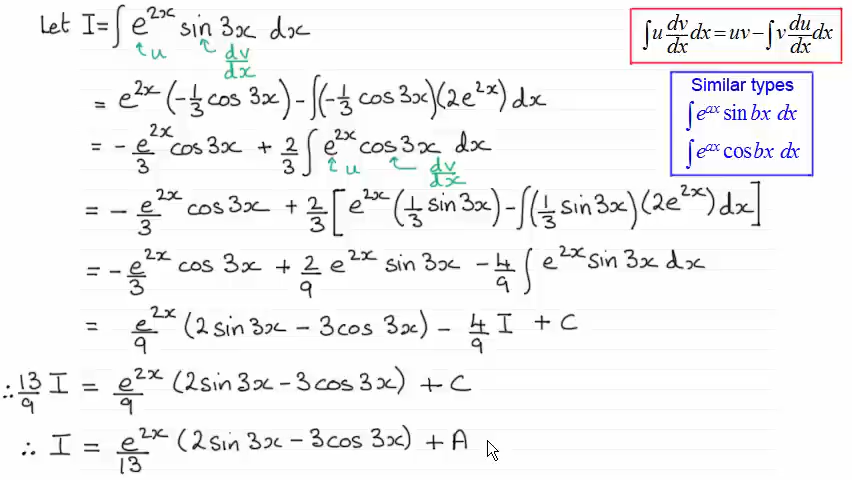 Let I = ∫ e^{2x} sin 3x dx
u dv/dx
∫ u dv/dx dx = uv − ∫ v du/dx dx
Similar types
∫ e^{ax} sin bx dx
∫ e^{ax} cos bx dx
= e^{2x} (−1/3 cos 3x) − ∫(−1/3 cos 3x)(2e^{2x}) dx
= − e^{2x}/3 cos 3x + 2/3 ∫ e^{2x} cos 3x dx
u dv/dx
= − e^{2x}/3 cos 3x + 2/3 [ e^{2x} (1/3 sin 3x) − ∫(1/3 sin 3x)(2e^{2x}) dx ]
= − e^{2x}/3 cos 3x + 2/9 e^{2x} sin 3x − 4/9 ∫ e^{2x} sin 3x dx
= e^{2x}/9 (2 sin 3x − 3 cos 3x) − 4/9 I + C
∴ 13/9 I = e^{2x}/9 (2 sin 3x − 3 cos 3x) + C
∴ I = e^{2x}/13 (2 sin 3x − 3 cos 3x) + A